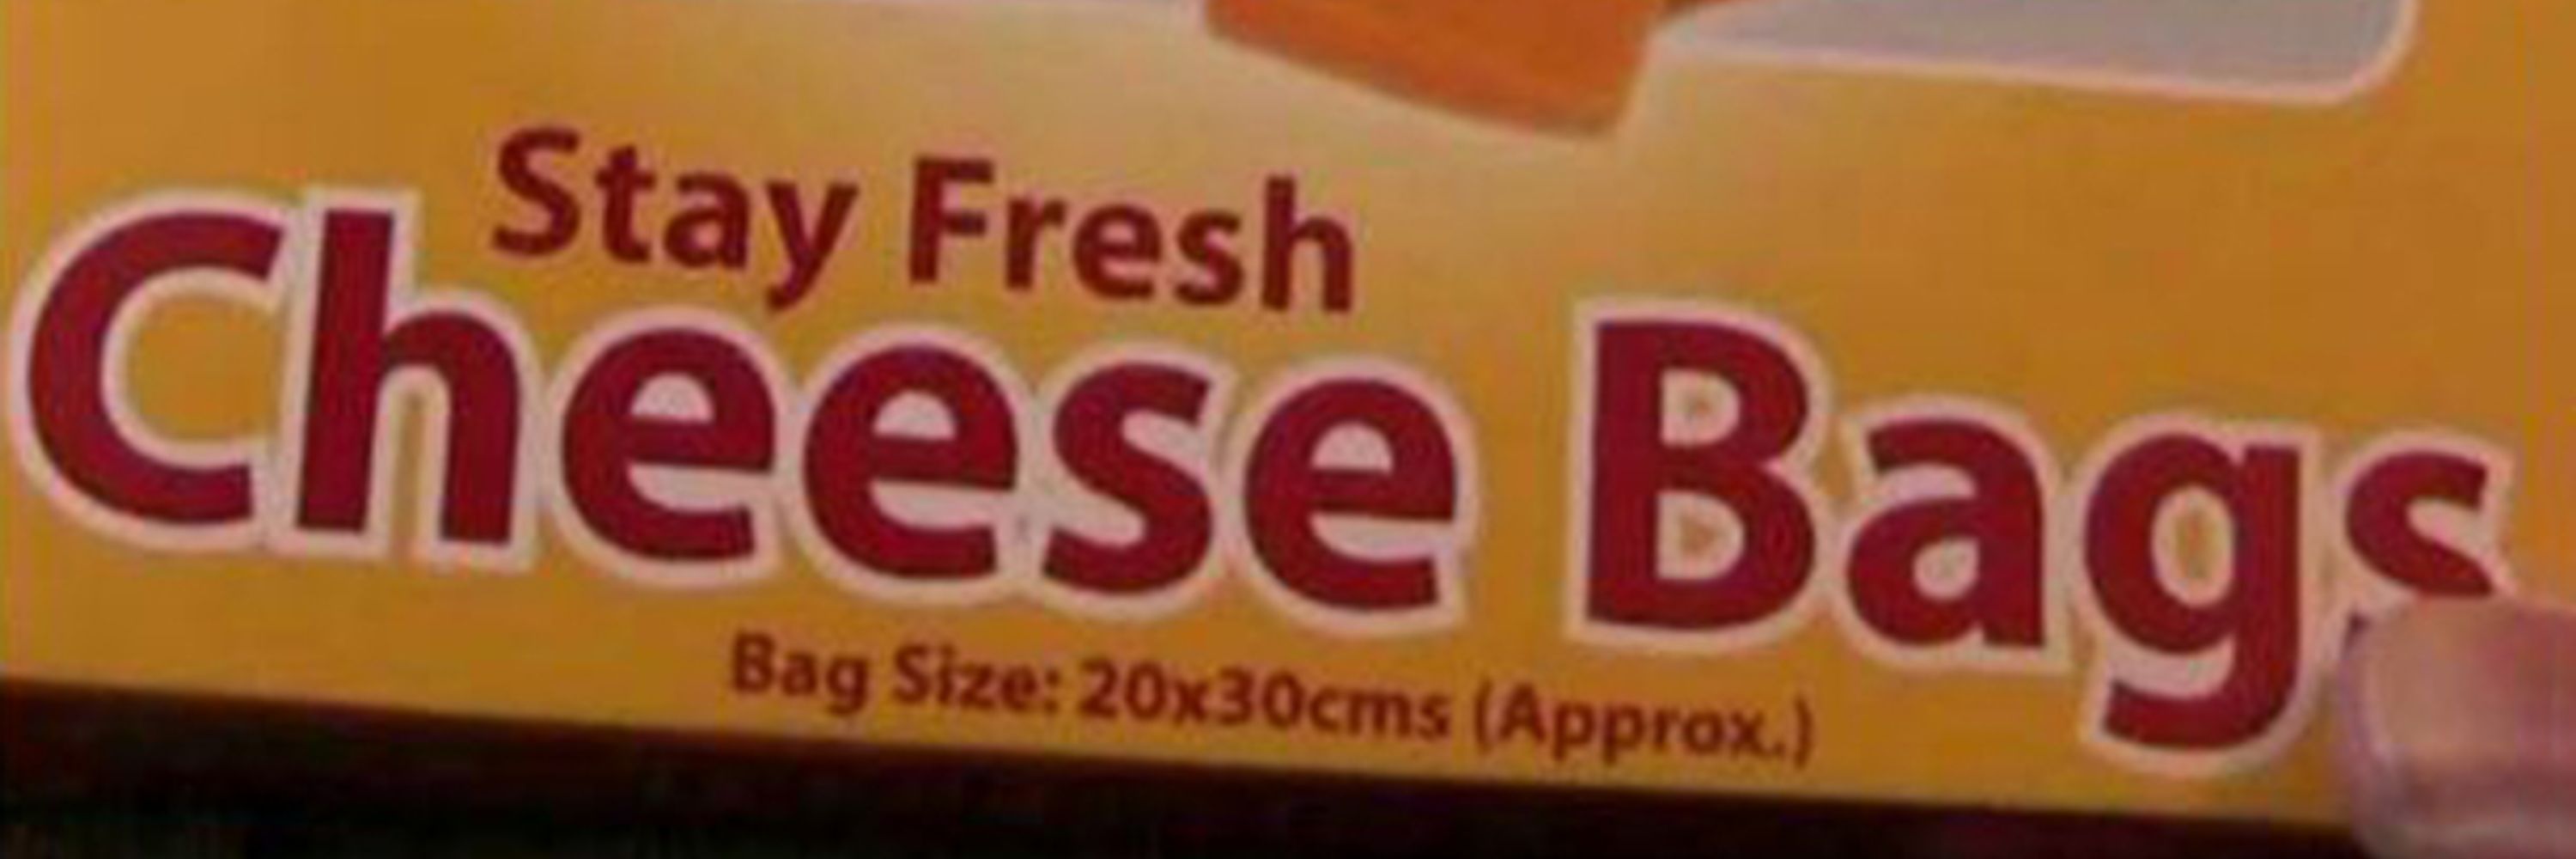 Stay Fresh
Cheese Bags
Bag Size: 20x30cms (Approx.)